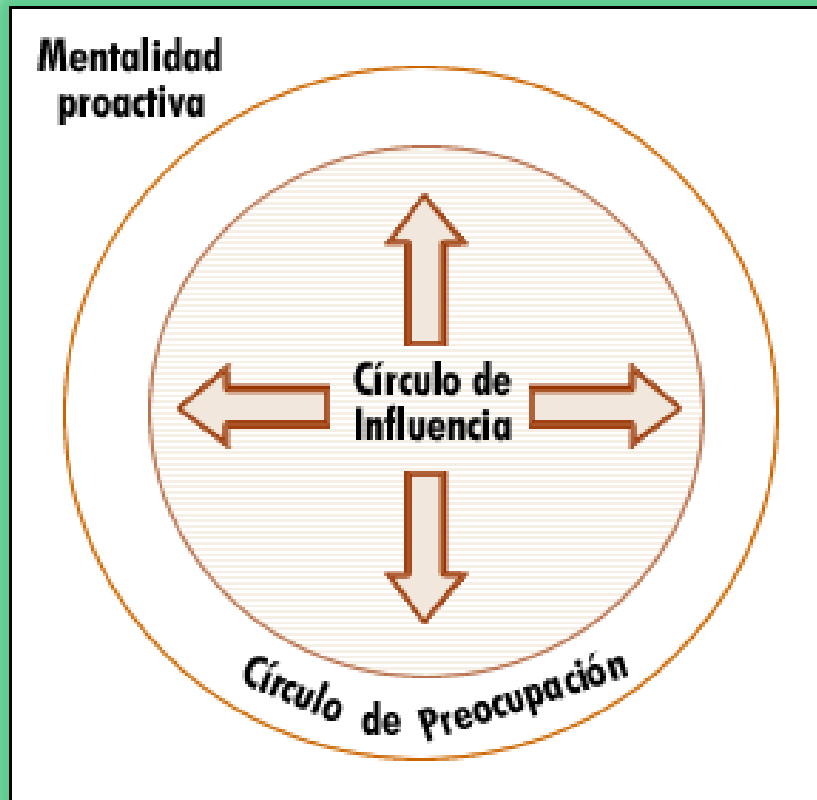 Mentalidad
proactiva
Círculo de
Influencia
Círculo de Preocupación